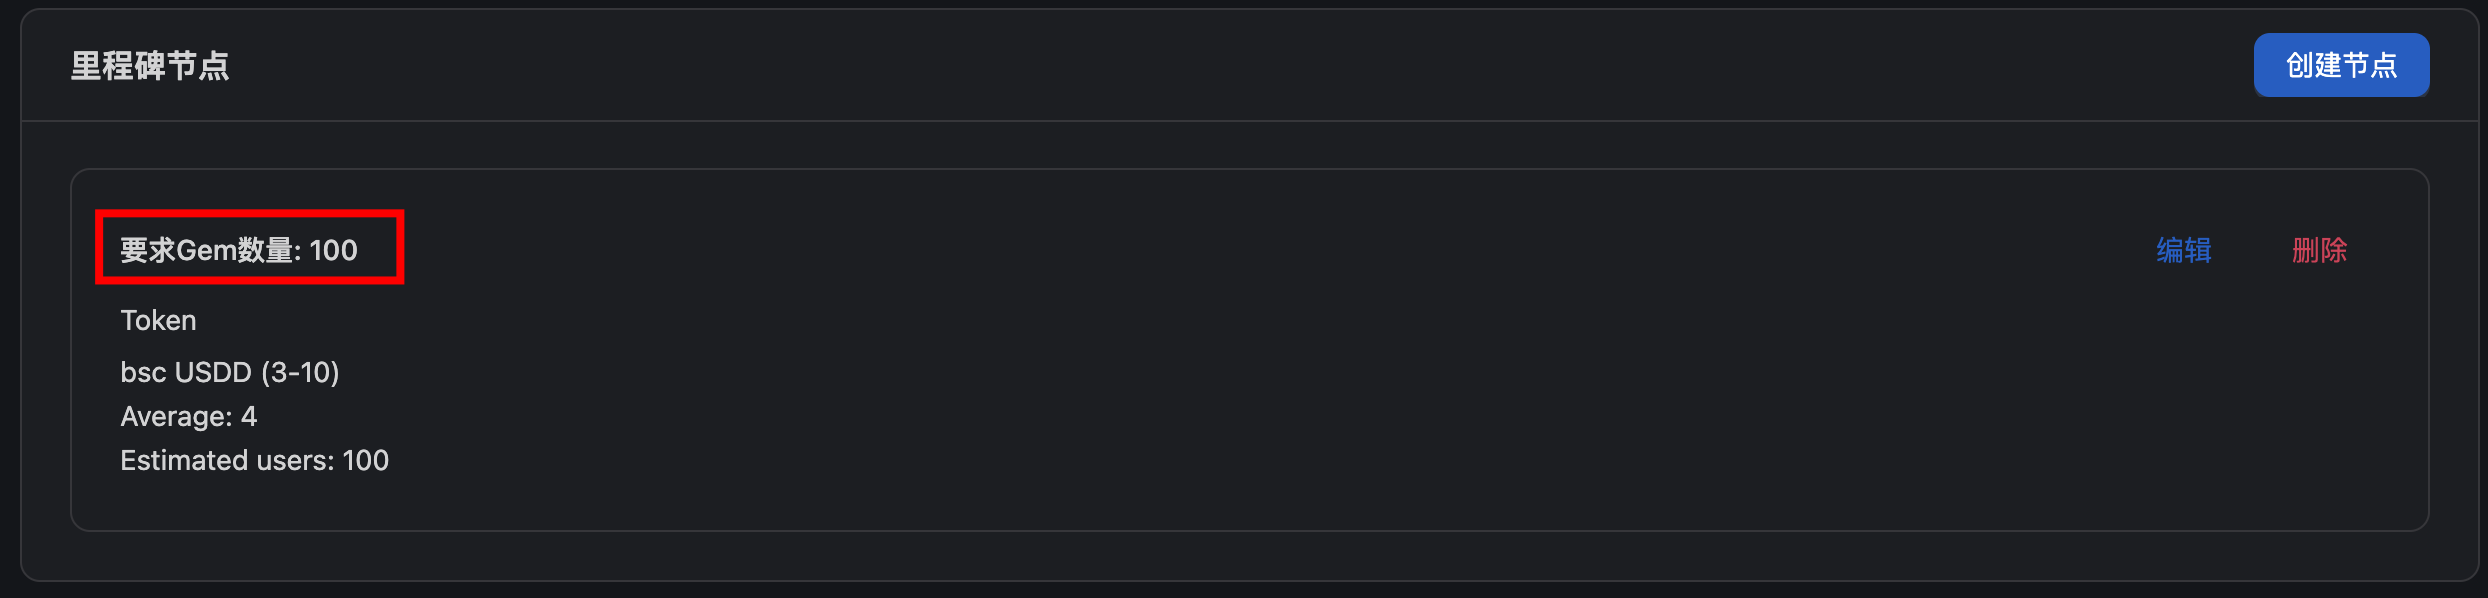 里程碑节点
创建节点
要求Gem数量: 100
编辑
删除
Token
bsc USDD (3-10)
Average: 4
Estimated users: 100